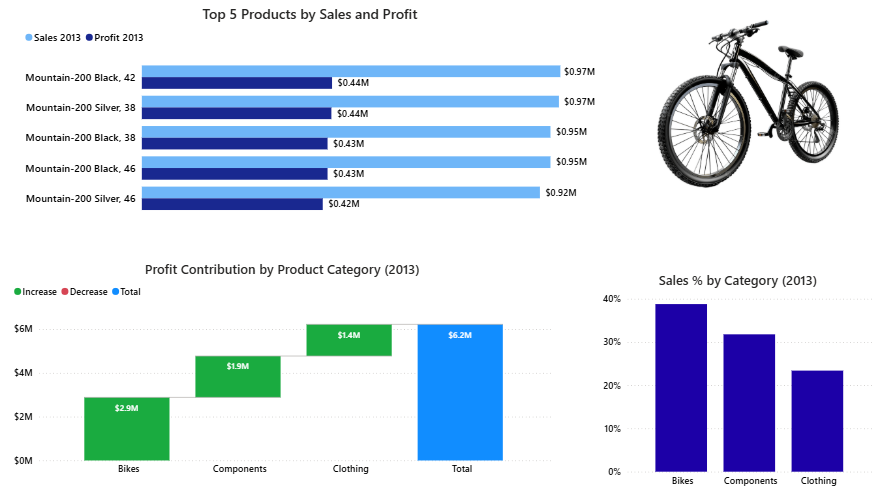 Top 5 Products by Sales and Profit
Sales 2013 Profit 2013
Mountain-200 Black, 42 $0.97M
$0.44M
Mountain-200 Silver, 38 $0.97M
$0.44M
Mountain-200 Black, 38 $0.95M
$0.43M
Mountain-200 Black, 46 $0.95M
$0.43M
Mountain-200 Silver, 46 $0.92M
$0.42M
Profit Contribution by Product Category (2013)
Increase Decrease Total
$6M
$4M
$2M
$0M
$2.9M
$1.9M
$1.4M
$6.2M
Bikes Components Clothing Total
Sales % by Category (2013)
40%
30%
20%
10%
0%
Bikes Components Clothing